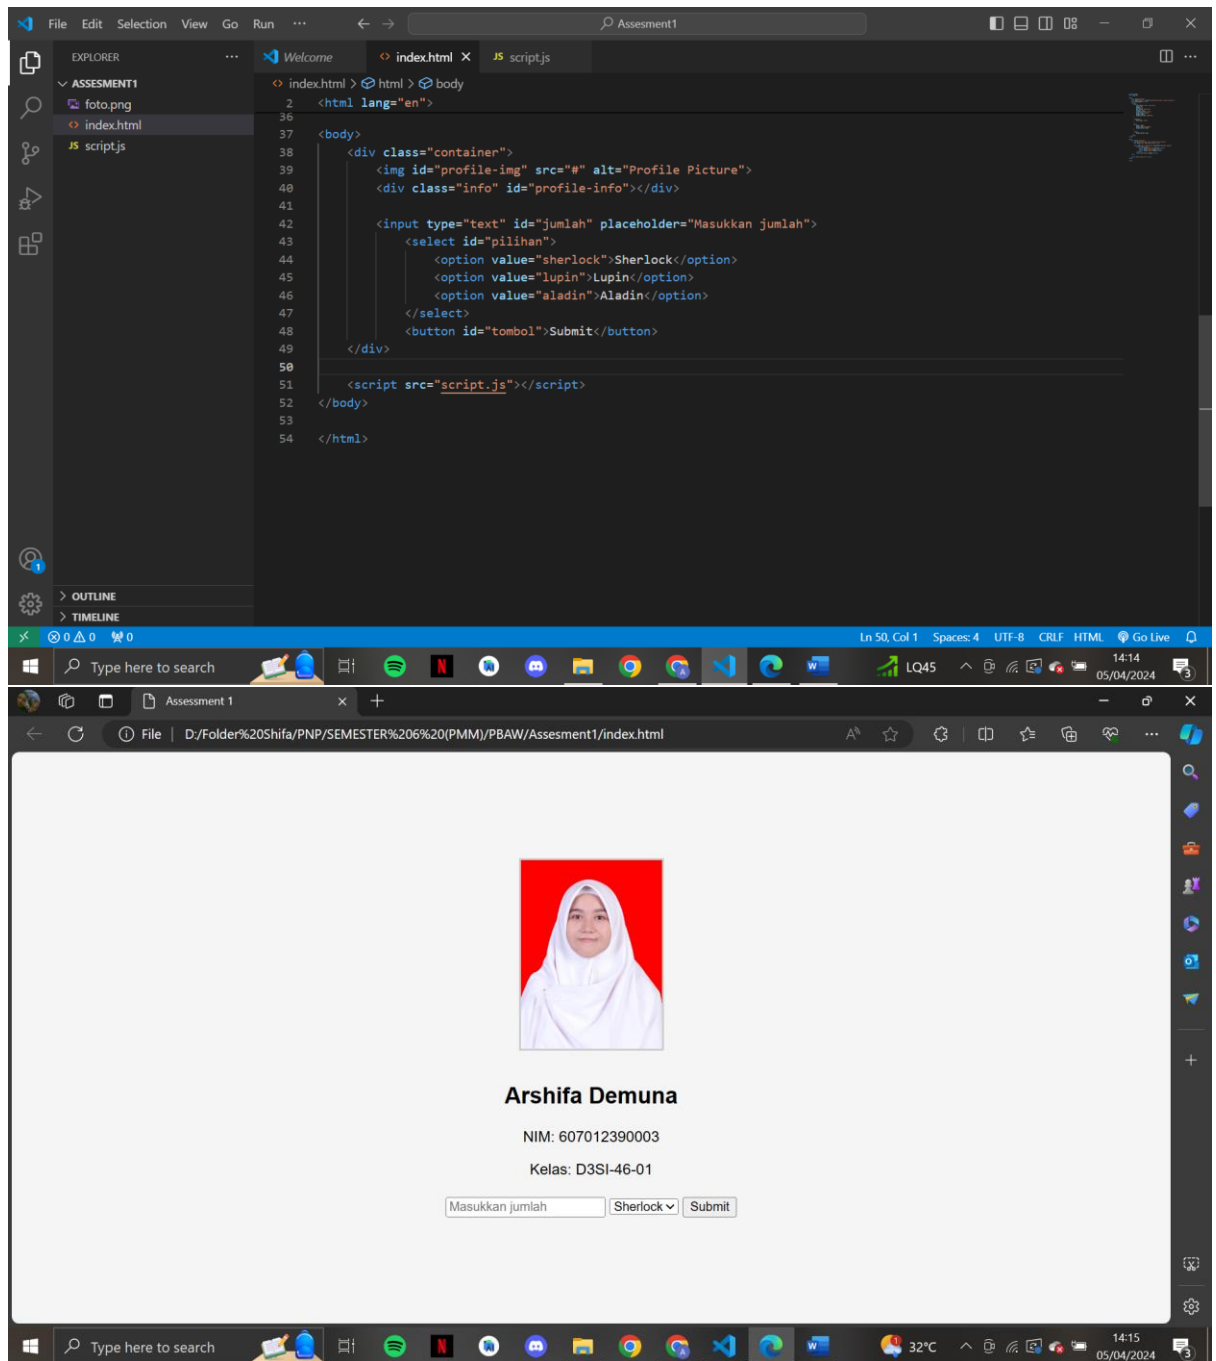 File Edit Selection View Go Run ··· Assesment1
EXPLORER ···
Welcome
index.html
JS script.js
ASSESMENT1
foto.png
index.html
JS script.js
index.html > html > body
2 <html lang="en">
36
37 <body>
38 <div class="container">
39 <img id="profile-img" src="#" alt="Profile Picture">
40 <div class="info" id="profile-info"></div>
41
42 <input type="text" id="jumlah" placeholder="Masukkan jumlah">
43 <select id="pilihan">
44 <option value="sherlock">Sherlock</option>
45 <option value="lupin">Lupin</option>
46 <option value="aladin">Aladin</option>
47 </select>
48 <button id="tombol">Submit</button>
49 </div>
50
51 <script src="script.js"></script>
52 </body>
53
54 </html>
1
> OUTLINE
> TIMELINE
0 0 0 Ln 50, Col 1 Spaces: 4 UTF-8 CRLF HTML Go Live
Type here to search LQ45 14:14
05/04/2024 3
Assessment 1
File | D:/Folder%20Shifa/PNP/SEMESTER%206%20(PMM)/PBAW/Assesment1/index.html
Arshifa Demuna
NIM: 607012390003
Kelas: D3SI-46-01
Masukkan jumlah Sherlock Submit
Type here to search 32°C 14:15
05/04/2024 3